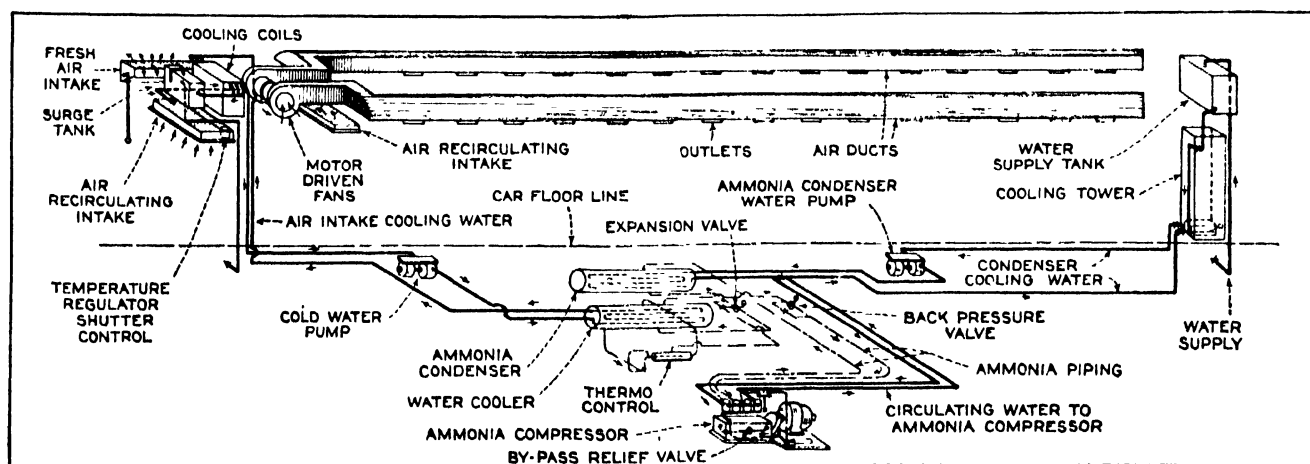 COOLING COILS
FRESH
AIR
INTAKE
SURGE
TANK
AIR
RECIRCULATING
INTAKE
MOTOR
DRIVEN
FANS
AIR RECIRCULATING
INTAKE
OUTLETS
AIR DUCTS
WATER
SUPPLY TANK
COOLING TOWER
AIR INTAKE COOLING WATER
CAR FLOOR LINE
AMMONIA CONDENSER
WATER PUMP
EXPANSION VALVE
TEMPERATURE
REGULATOR
SHUTTER
CONTROL
COLD WATER
PUMP
CONDENSER
COOLING WATER
BACK PRESSURE
VALVE
WATER
SUPPLY
AMMONIA
CONDENSER
WATER COOLER
THERMO
CONTROL
AMMONIA PIPING
CIRCULATING WATER TO
AMMONIA COMPRESSOR
AMMONIA COMPRESSOR
BY-PASS RELIEF VALVE